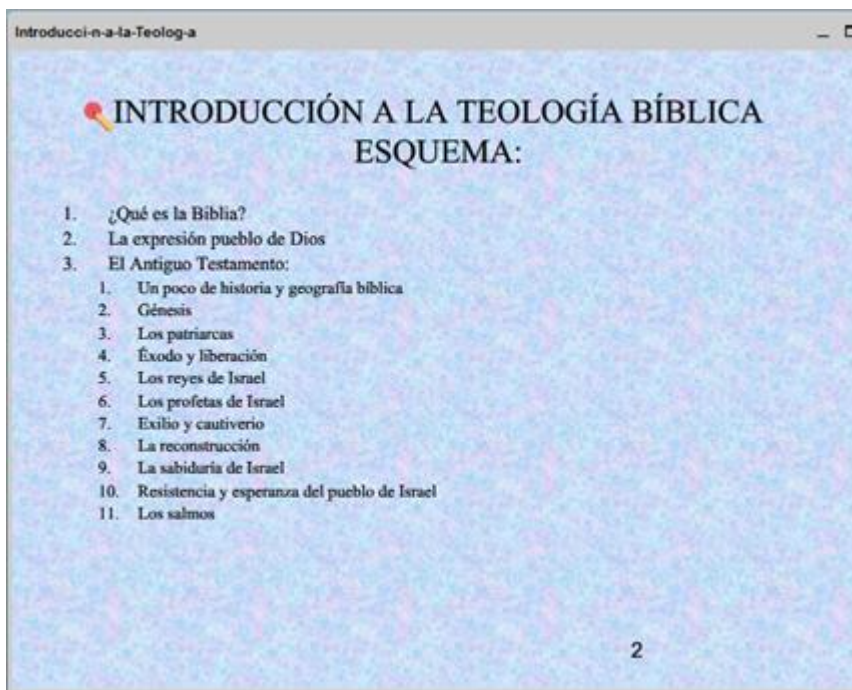 Introducci-n-a-la-Teolog-a
INTRODUCCIÓN A LA TEOLOGÍA BÍBLICA
ESQUEMA:
1. ¿Qué es la Biblia?
2. La expresión pueblo de Dios
3. El Antiguo Testamento:
1. Un poco de historia y geografía bíblica
2. Génesis
3. Los patriarcas
4. Éxodo y liberación
5. Los reyes de Israel
6. Los profetas de Israel
7. Exilio y cautiverio
8. La reconstrucción
9. La sabiduría de Israel
10. Resistencia y esperanza del pueblo de Israel
11. Los salmos
2